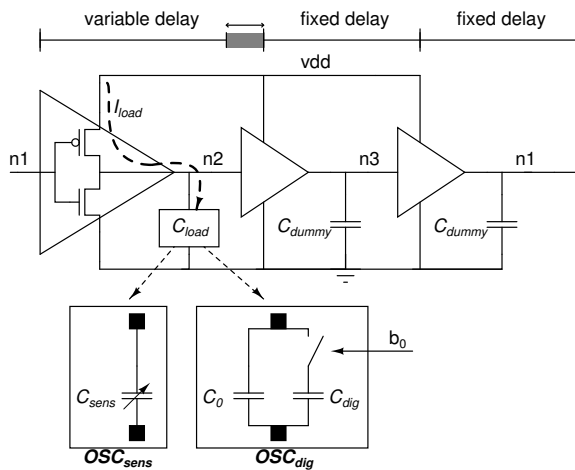 variable delay fixed delay fixed delay
vdd
I_load
n1 n2 n3 n1
C_load C_dummy C_dummy
b_0
C_sens C_0 C_dig
OSC_sens OSC_dig